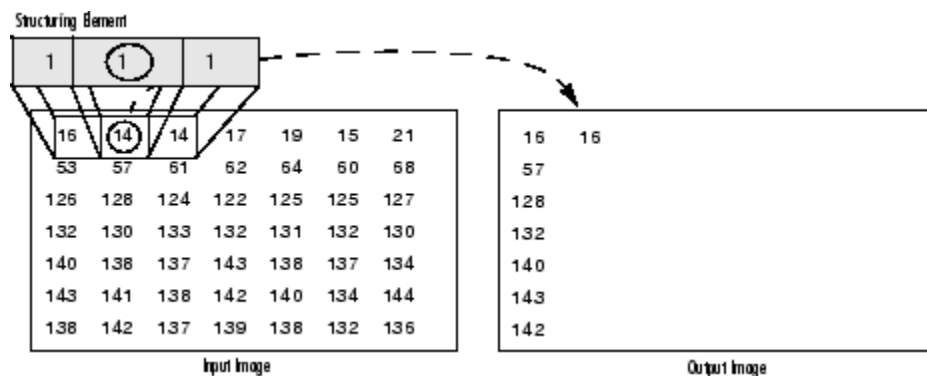 Structuring Element
1 1 1
16 14 14 17 19 15 21 16 16
53 57 61 62 64 60 68 57
126 128 124 122 125 125 127 128
132 130 133 132 131 132 130 132
140 138 137 143 138 137 134 140
143 141 138 142 140 134 144 143
138 142 137 139 138 132 136 142
Input Image Output Image